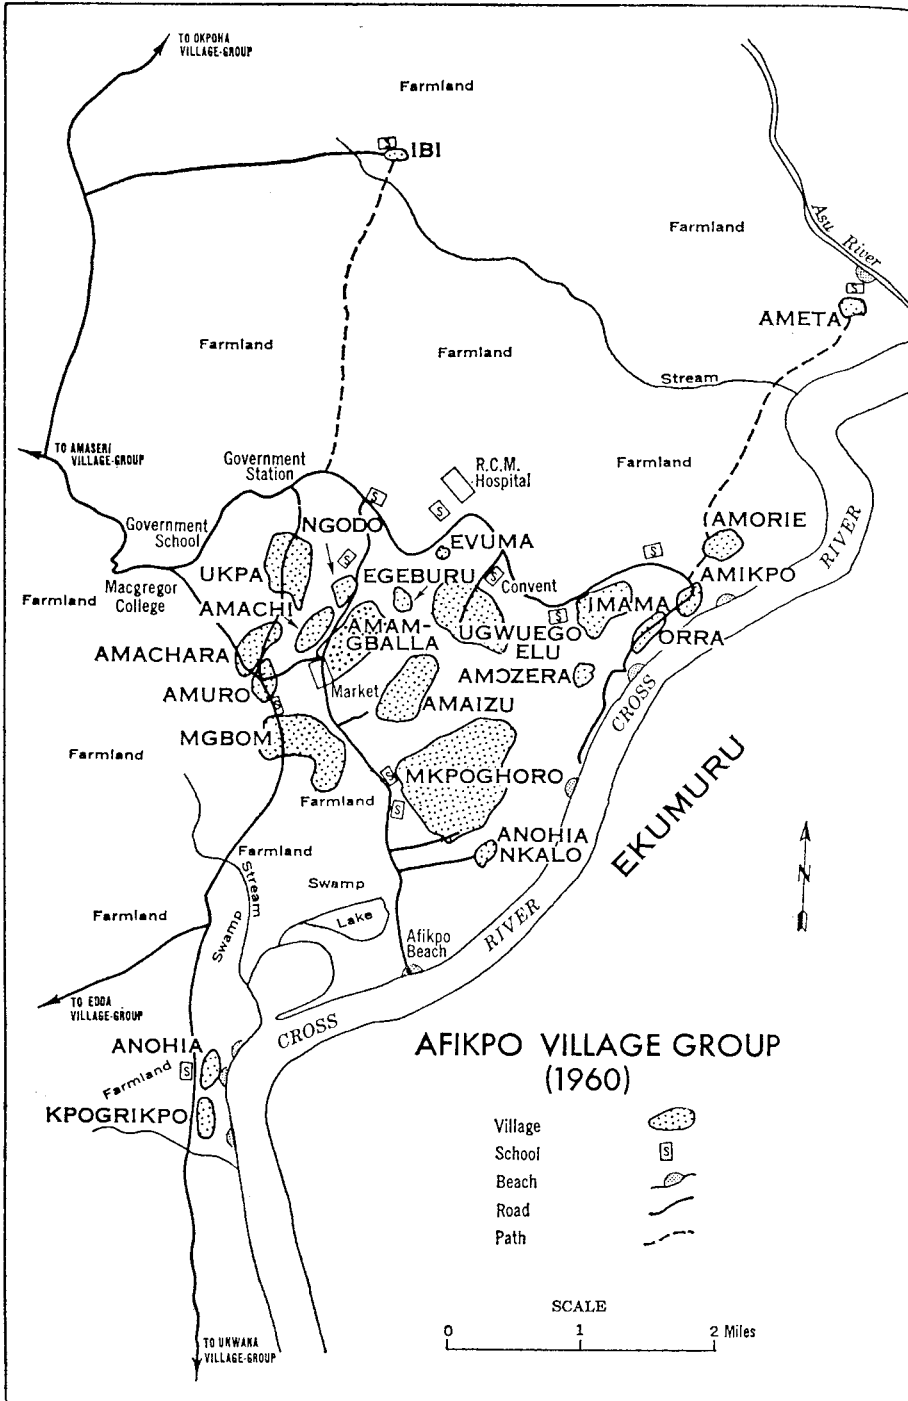 TO OKPOHA
VILLAGE-GROUP
Farmland
S
IBI
Asu River
Farmland
S
AMETA
Farmland
Farmland
Stream
TO AMASERI
VILLAGE-GROUP
Government
Station
R.C.M.
Hospital
Farmland
S
S
NGODO
Government
School
AMORIE
RIVER
EVUMA
S
S
UKPA
EGEBURU
S
Convent
AMIKPO
Macgregor
College
Farmland
AMACHI
IMAMA
S
AMAM-
GBALLA
UGWUEGO
ELU
ORRA
AMACHARA
AMOZERA
CROSS
AMURO
Market
S
AMAIZU
MGBOM
Farmland
S
MKPOGHORO
Farmland
S
EKUMURU
ANOHIA
NKALO
Farmland
Stream
Swamp
N
Lake
Farmland
Swamp
Afikpo
Beach
RIVER
TO EDDA
VILLAGE-GROUP
CROSS
ANOHIA
Farmland
S
KPOGRIKPO
AFIKPO VILLAGE GROUP
(1960)
Village
School
S
Beach
Road
Path
SCALE
0 1 2 Miles
TO UNWANA
VILLAGE-GROUP